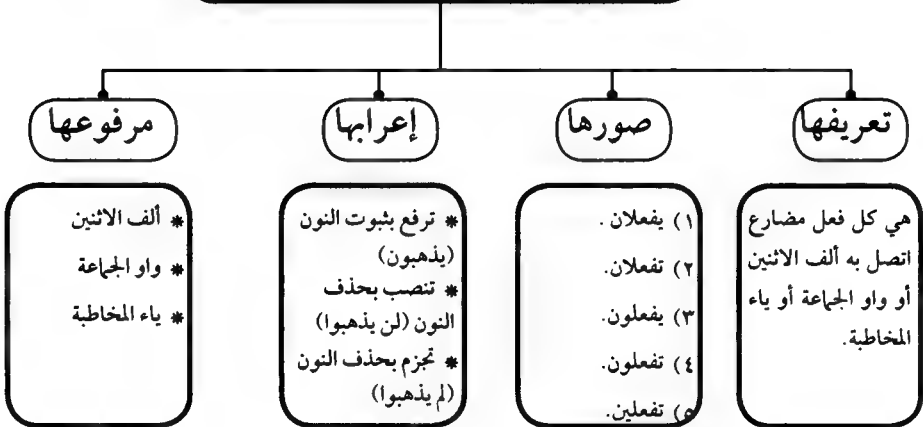 تعريفها
صورها
إعرابها
مرفوعها
هي كل فعل مضارع
اتصل به ألف الاثنين
أو واو الجماعة أو ياء
المخاطبة.
١) يفعلان .
٢) تفعلان.
٣) يفعلون.
٤) تفعلون.
٥) تفعلين.
* ترفع بثبوت النون
(يذهبون)
* تنصب بحذف
النون (لن يذهبوا)
* تجزم بحذف النون
(لم يذهبوا)
* ألف الاثنين
* واو الجماعة
* ياء المخاطبة